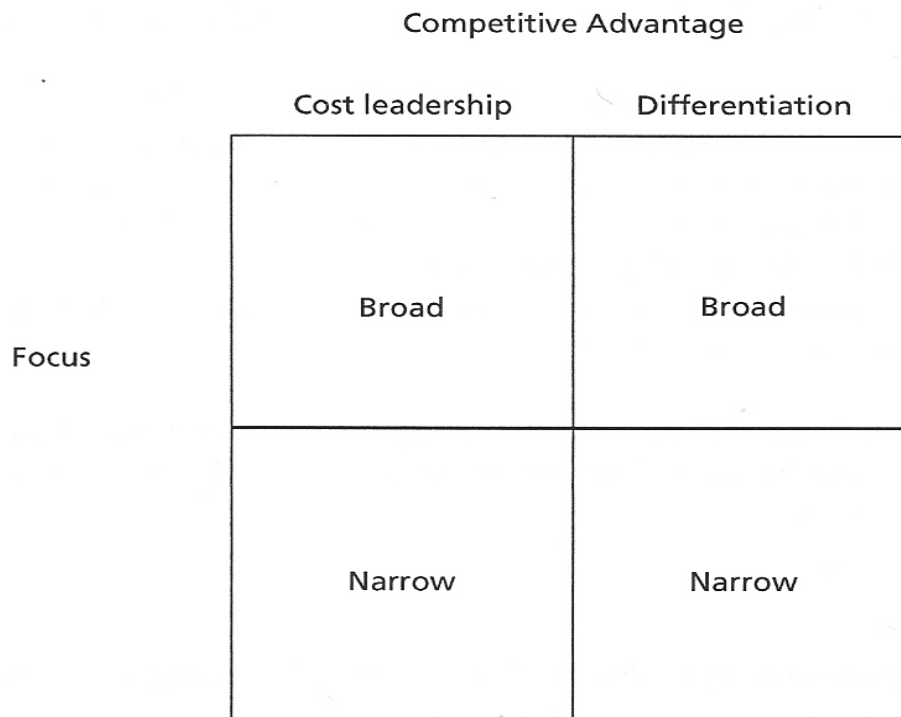 Competitive Advantage
Cost leadership Differentiation
Broad Broad
Focus
Narrow Narrow